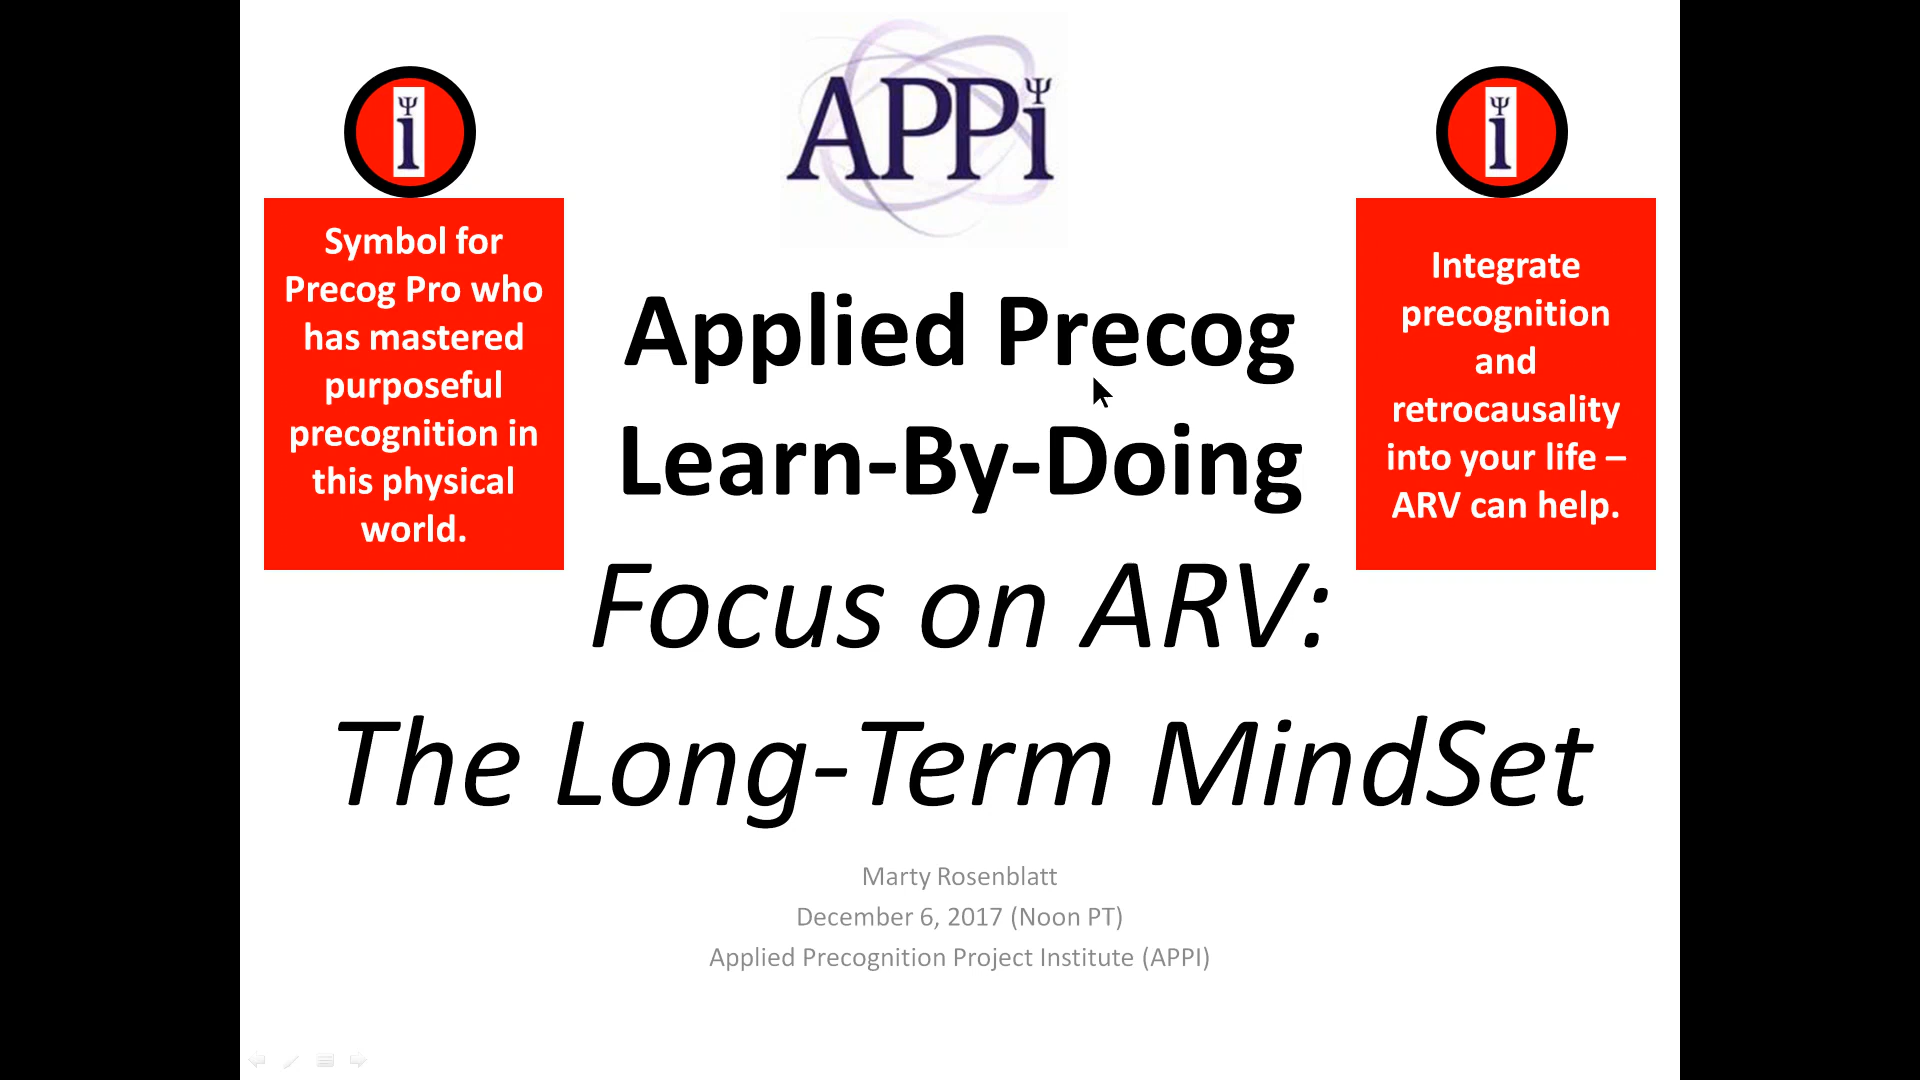 APPi
Ψ
Ψ
i
Ψ
i
Symbol for
Precog Pro who
has mastered
purposeful
precognition in
this physical
world.
Integrate
precognition
and
retrocausality
into your life –
ARV can help.
Applied Precog
Learn-By-Doing
Focus on ARV:
The Long-Term MindSet
Marty Rosenblatt
December 6, 2017 (Noon PT)
Applied Precognition Project Institute (APPI)